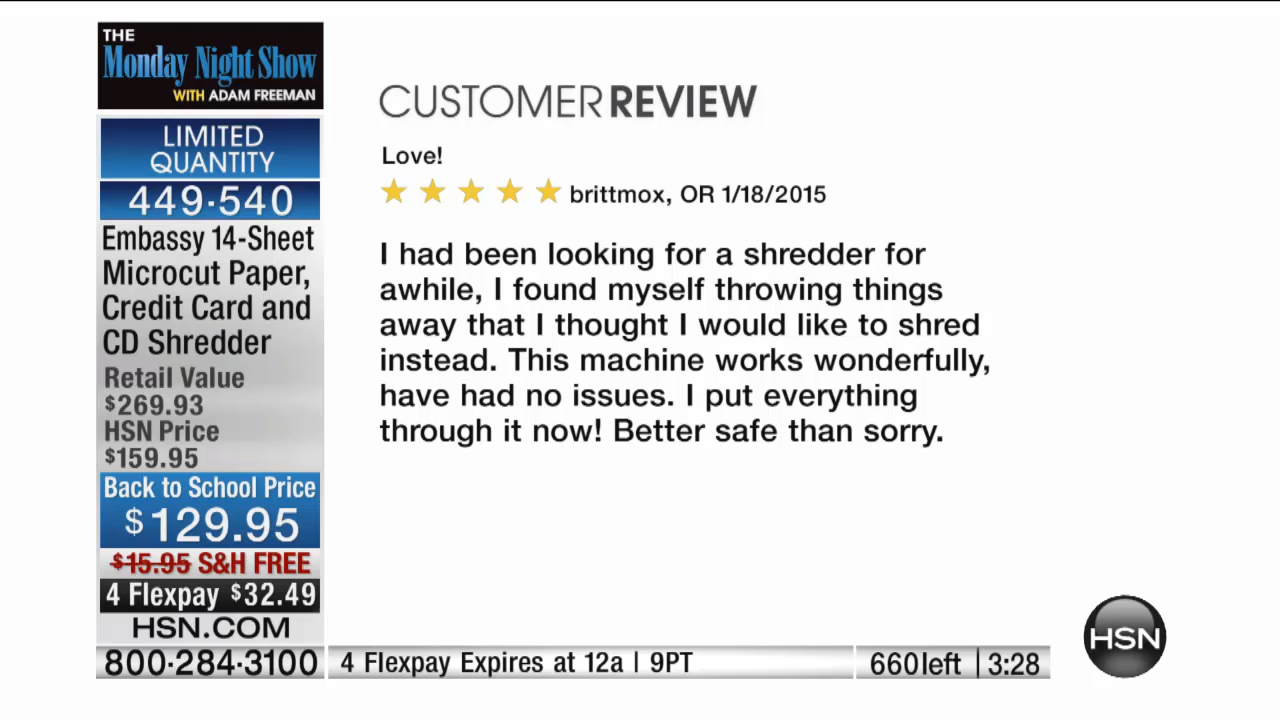 THE
Monday Night Show
WITH ADAM FREEMAN
LIMITED
QUANTITY
449·540
Embassy 14-Sheet
Microcut Paper,
Credit Card and
CD Shredder
Retail Value
$269.93
HSN Price
$159.95
Back to School Price
$129.95
$15.95 S&H FREE
4 Flexpay $32.49
HSN.COM
800·284·3100
CUSTOMER REVIEW
Love!
brittmox, OR 1/18/2015
I had been looking for a shredder for
awhile, I found myself throwing things
away that I thought I would like to shred
instead. This machine works wonderfully,
have had no issues. I put everything
through it now! Better safe than sorry.
4 Flexpay Expires at 12a | 9PT
660 left | 3:28
HSN